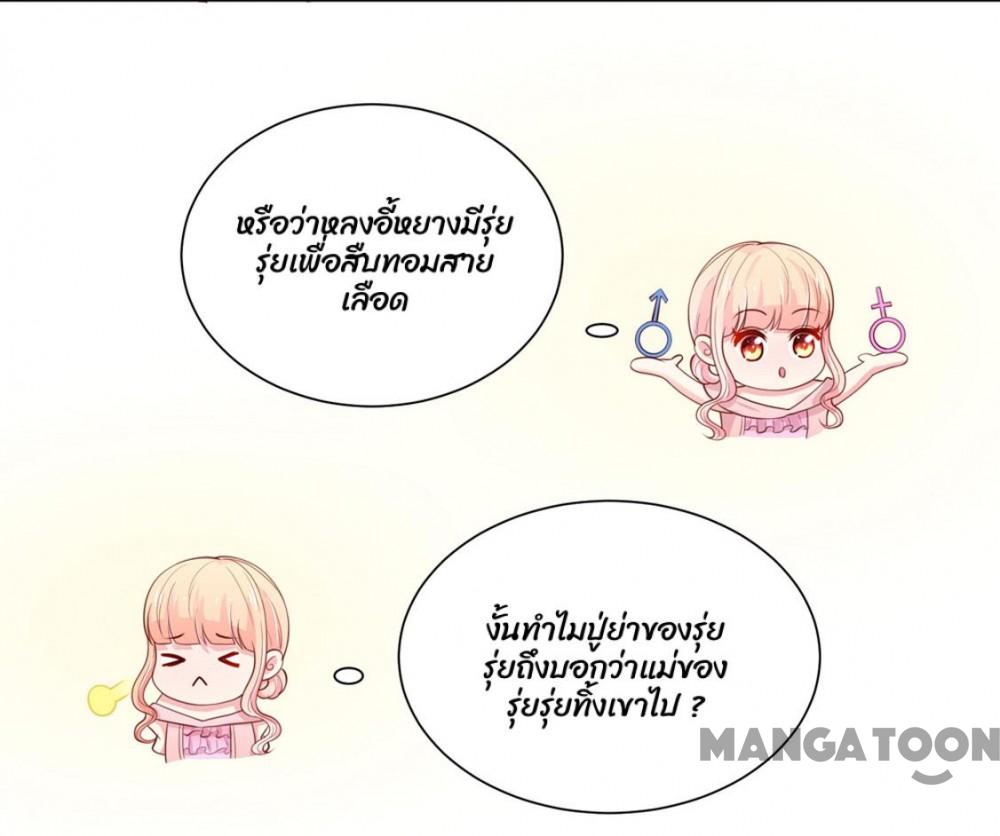 หรือว่าหลงอี้หยางมีรุ่ย
รุ่ยเพื่อสืบทอมสาย
เลือด
งั้นทำไมปู่ย่าของรุ่ย
รุ่ยถึงบอกว่าแม่ของ
รุ่ยรุ่ยทิ้งเขาไป ?
MANGATOON